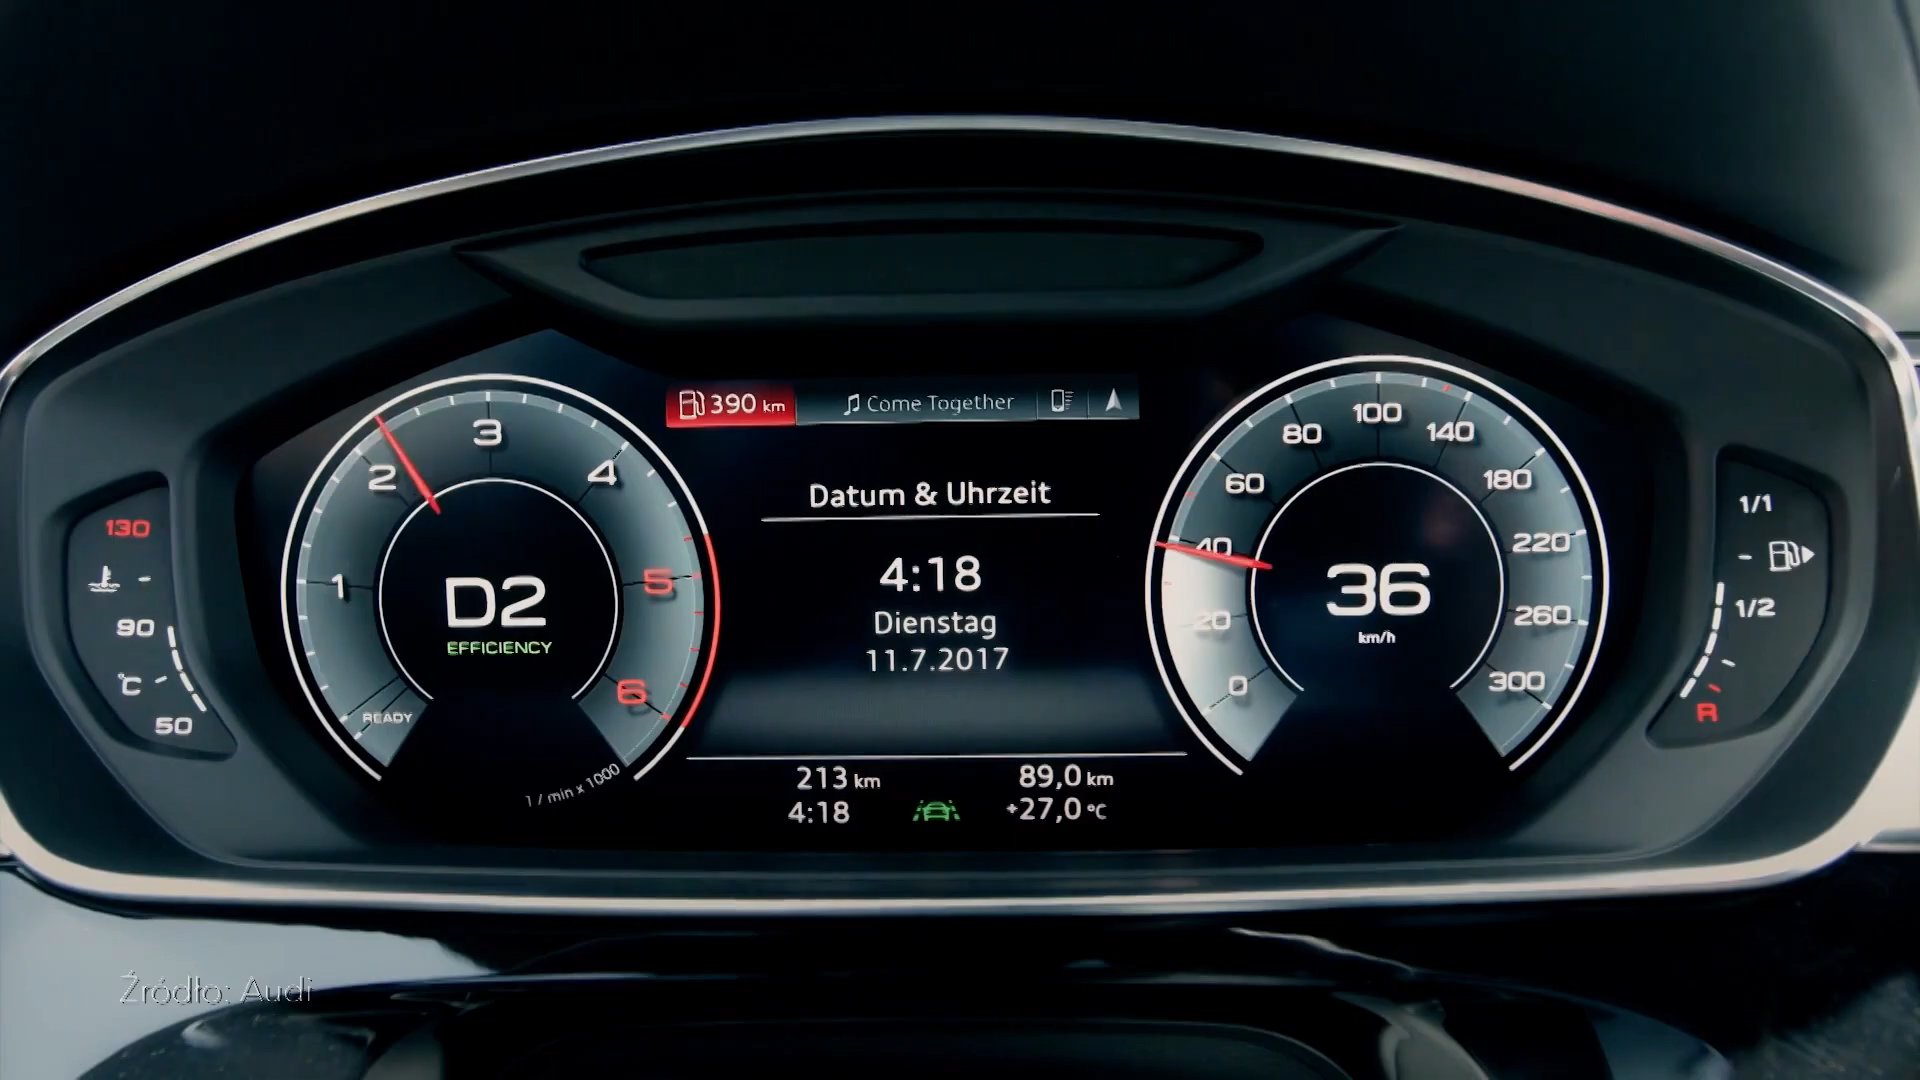 390 km
Come Together
Datum & Uhrzeit
4:18
Dienstag
11.7.2017
213 km
89,0 km
4:18
+27,0 °C
130
90
°C
50
1
2
3
4
5
6
READY
1 / min x 1000
D2
EFFICIENCY
0
20
40
60
80
100
140
180
220
260
300
36
km/h
1/1
1/2
R
Źródło: Audi